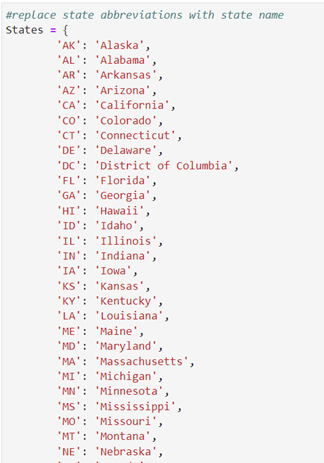 #replace state abbreviations with state name
States = {
'AK': 'Alaska',
'AL': 'Alabama',
'AR': 'Arkansas',
'AZ': 'Arizona',
'CA': 'California',
'CO': 'Colorado',
'CT': 'Connecticut',
'DE': 'Delaware',
'DC': 'District of Columbia',
'FL': 'Florida',
'GA': 'Georgia',
'HI': 'Hawaii',
'ID': 'Idaho',
'IL': 'Illinois',
'IN': 'Indiana',
'IA': 'Iowa',
'KS': 'Kansas',
'KY': 'Kentucky',
'LA': 'Louisiana',
'ME': 'Maine',
'MD': 'Maryland',
'MA': 'Massachusetts',
'MI': 'Michigan',
'MN': 'Minnesota',
'MS': 'Mississippi',
'MO': 'Missouri',
'MT': 'Montana',
'NE': 'Nebraska',